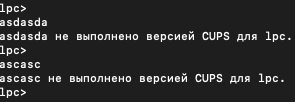 lpc>
asdasda
asdasda не выполнено версией CUPS для lpc.
lpc>
ascasc
ascasc не выполнено версией CUPS для lpc.
lpc>